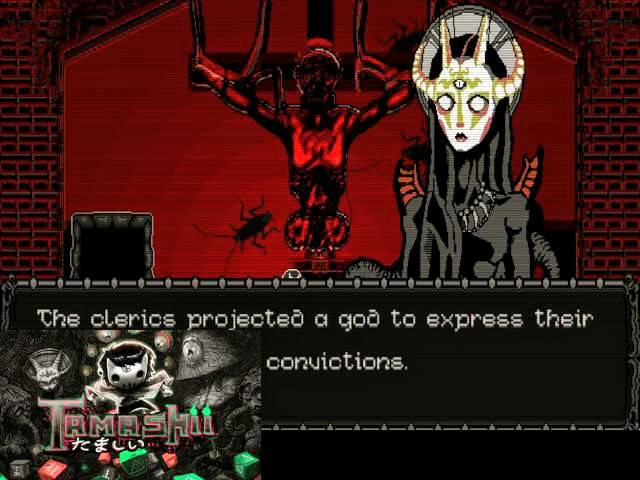 The clerics projected a god to express their
convictions.
TAMASHII
たましい